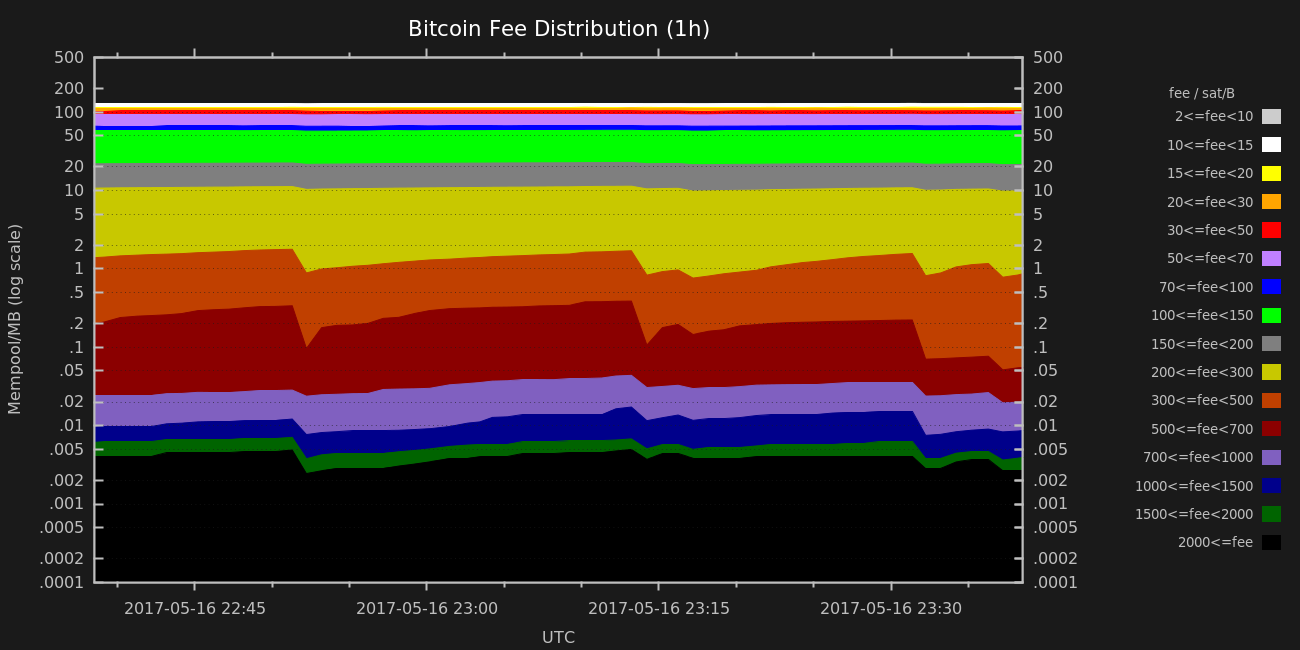 Bitcoin Fee Distribution (1h)
500
200
100
50
20
10
5
2
1
.5
.2
.1
.05
.02
.01
.005
.002
.001
.0005
.0002
.0001
Mempool/MB (log scale)
500
200
100
50
20
10
5
2
1
.5
.2
.1
.05
.02
.01
.005
.002
.001
.0005
.0002
.0001
2017-05-16 22:45
2017-05-16 23:00
2017-05-16 23:15
2017-05-16 23:30
UTC
fee / sat/B
2<=fee<10
10<=fee<15
15<=fee<20
20<=fee<30
30<=fee<50
50<=fee<70
70<=fee<100
100<=fee<150
150<=fee<200
200<=fee<300
300<=fee<500
500<=fee<700
700<=fee<1000
1000<=fee<1500
1500<=fee<2000
2000<=fee